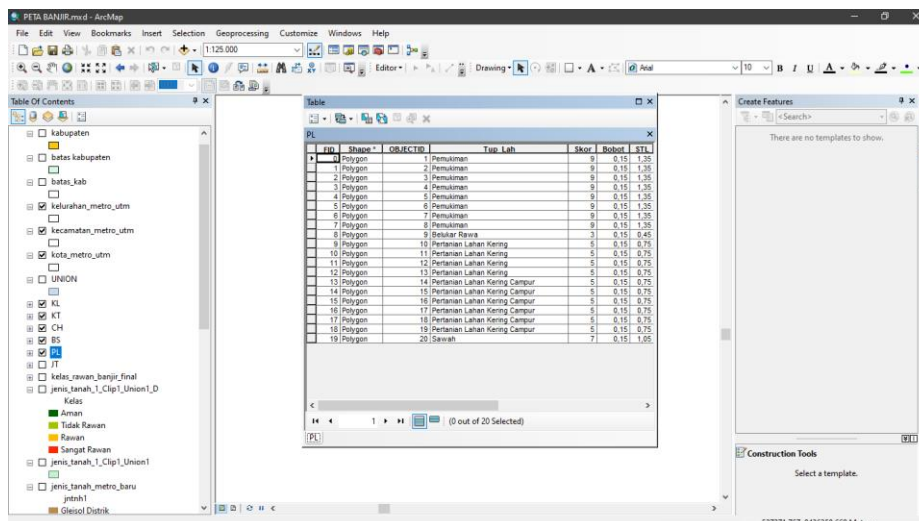 PETA BANJIR.mxd - ArcMap
File Edit View Bookmarks Insert Selection Geoprocessing Customize Windows Help
1:125.000
Editor Drawing A Arial 10 B I U A
Table Of Contents
kabupaten
batas kabupaten
batas_kab
kelurahan_metro_utm
kecamatan_metro_utm
kota_metro_utm
UNION
KL
KT
CH
BS
PL
JT
kelas_rawan_banjir_final
jenis_tanah_1_Clip1_Union1_D
Kelas
Aman
Tidak Rawan
Rawan
Sangat Rawan
jenis_tanah_1_Clip1_Union1
jenis_tanah_metro_baru
jntnh1
Gleisol Distrik
Table
PL
FID Shape * OBJECTID Tup_Lah Skor Bobot STL
0 Polygon 1 Pemukiman 9 0,15 1,35
1 Polygon 2 Pemukiman 9 0,15 1,35
2 Polygon 3 Pemukiman 9 0,15 1,35
3 Polygon 4 Pemukiman 9 0,15 1,35
4 Polygon 5 Pemukiman 9 0,15 1,35
5 Polygon 6 Pemukiman 9 0,15 1,35
6 Polygon 7 Pemukiman 9 0,15 1,35
7 Polygon 8 Pemukiman 9 0,15 1,35
8 Polygon 9 Belukar Rawa 3 0,15 0,45
9 Polygon 10 Pertanian Lahan Kering 5 0,15 0,75
10 Polygon 11 Pertanian Lahan Kering 5 0,15 0,75
11 Polygon 12 Pertanian Lahan Kering 5 0,15 0,75
12 Polygon 13 Pertanian Lahan Kering 5 0,15 0,75
13 Polygon 14 Pertanian Lahan Kering Campur 5 0,15 0,75
14 Polygon 15 Pertanian Lahan Kering Campur 5 0,15 0,75
15 Polygon 16 Pertanian Lahan Kering Campur 5 0,15 0,75
16 Polygon 17 Pertanian Lahan Kering Campur 5 0,15 0,75
17 Polygon 18 Pertanian Lahan Kering Campur 5 0,15 0,75
18 Polygon 19 Pertanian Lahan Kering Campur 5 0,15 0,75
19 Polygon 20 Sawah 7 0,15 1,05
1 (0 out of 20 Selected)
PL
Create Features
<Search>
There are no templates to show.
Construction Tools
Select a template.